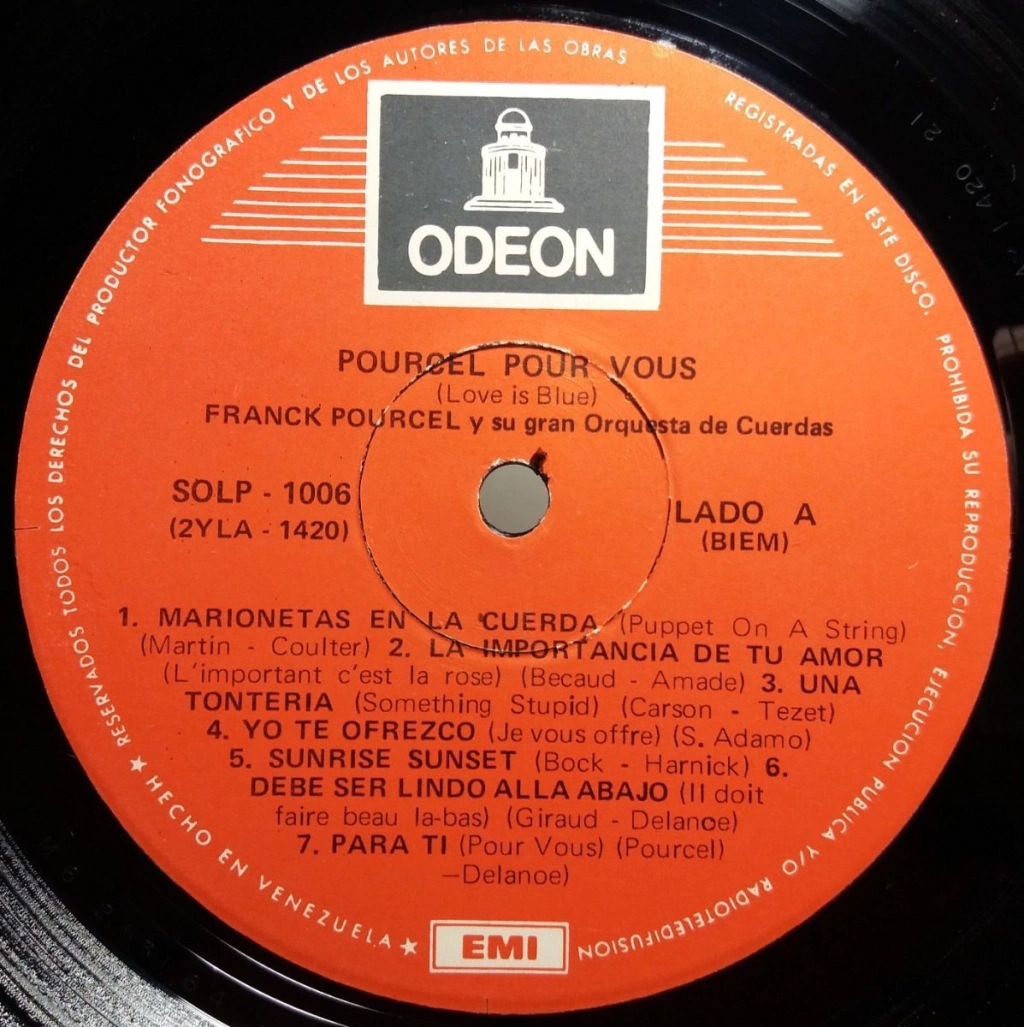 RESERVADOS TODOS LOS DERECHOS DEL PRODUCTOR FONOGRAFICO Y DE LOS AUTORES DE LAS OBRAS
REGISTRADAS EN ESTE DISCO. PROHIBIDA SU REPRODUCCION, EJECUCION PUBLICA Y/O RADIOTELEDIFUSION
ODEON
POURCEL POUR VOUS
(Love is Blue)
FRANCK POURCEL y su gran Orquesta de Cuerdas
SOLP - 1006
(2YLA - 1420)
LADO A
(BIEM)
1. MARIONETAS EN LA CUERDA (Puppet On A String)
(Martin - Coulter) 2. LA IMPORTANCIA DE TU AMOR
(L'important c'est la rose) (Becaud - Amade) 3. UNA
TONTERIA (Something Stupid) (Carson - Tezet)
4. YO TE OFREZCO (Je vous offre) (S. Adamo)
5. SUNRISE SUNSET (Bock - Harnick) 6.
DEBE SER LINDO ALLA ABAJO (Il doit
faire beau la-bas) (Giraud - Delanoe)
7. PARA TI (Pour Vous) (Pourcel)
—Delanoe)
★ HECHO EN VENEZUELA ★
EMI